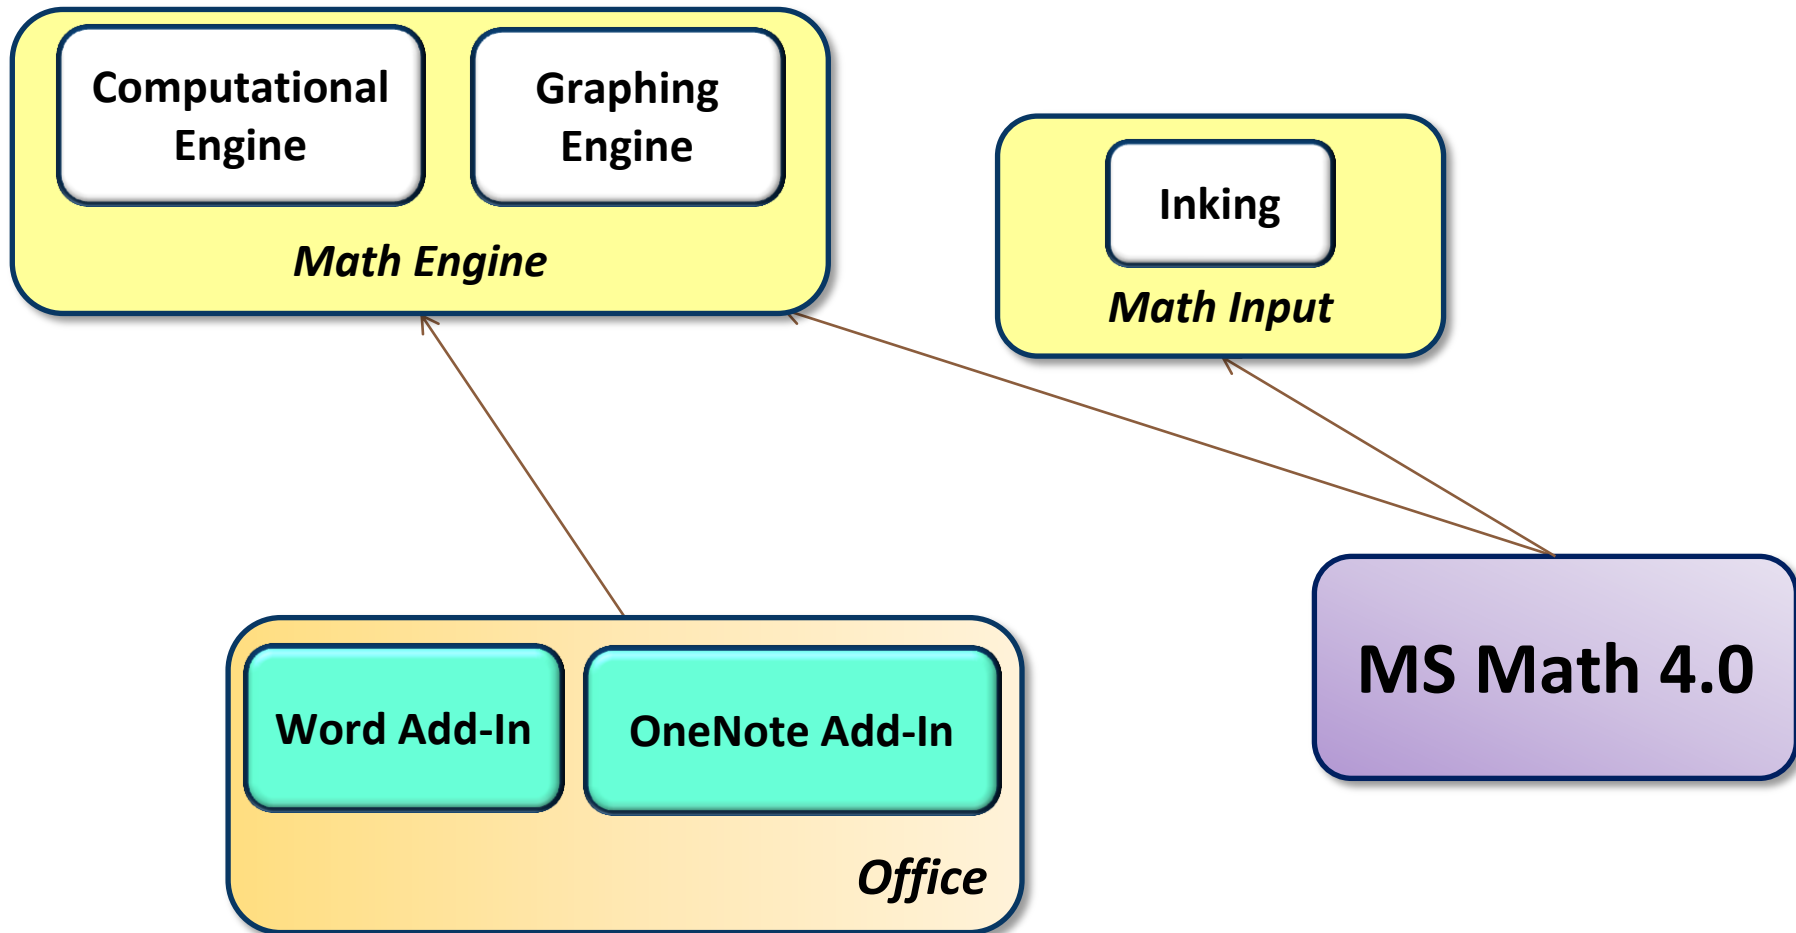 Computational
Engine
Graphing
Engine
Math Engine
Inking
Math Input
Word Add-In
OneNote Add-In
Office
MS Math 4.0